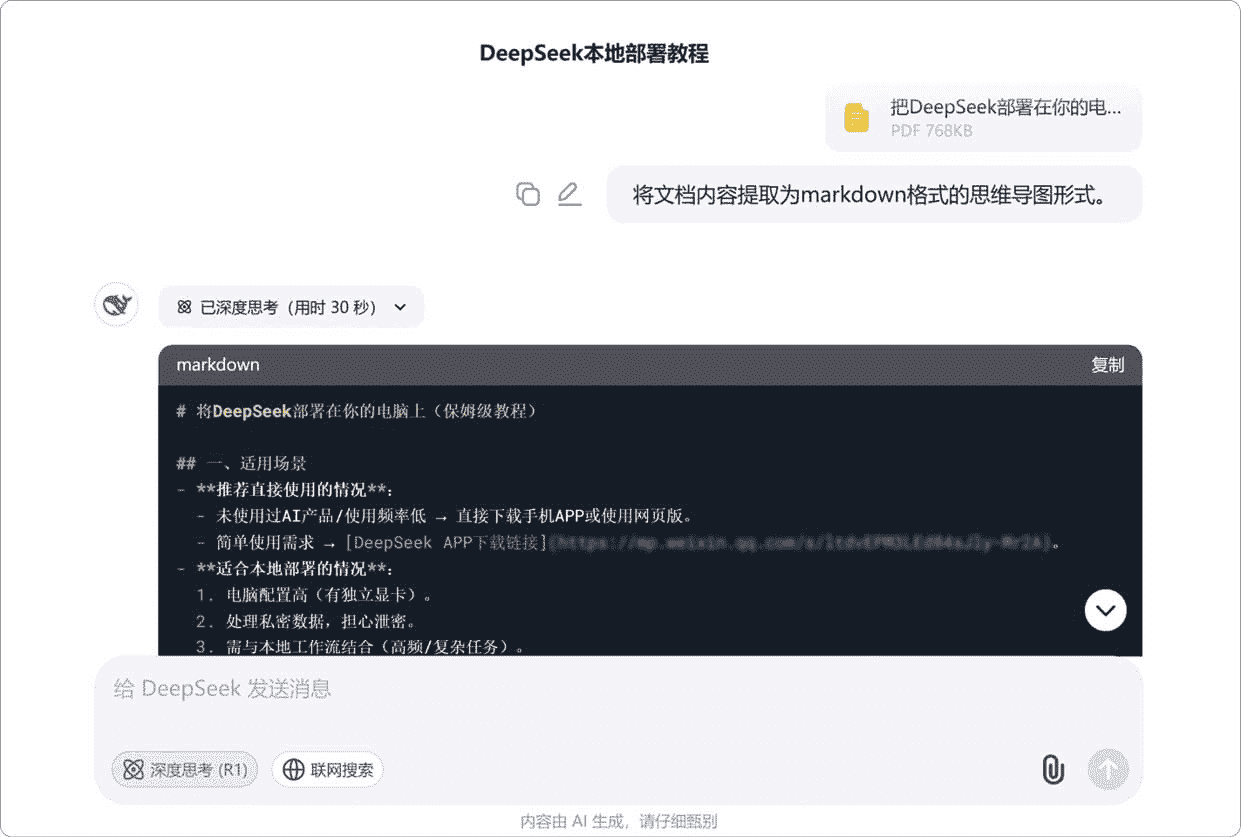 DeepSeek本地部署教程
把DeepSeek部署在你的电...
PDF 768KB
将文档内容提取为markdown格式的思维导图形式。
已深度思考（用时 30 秒）
markdown
复制
# 将DeepSeek部署在你的电脑上（保姆级教程）
## 一、适用场景
- **推荐直接使用的情况**：
- 未使用过AI产品/使用频率低 → 直接下载手机APP或使用网页版。
- 简单使用需求 → [DeepSeek APP下载链接]
- **适合本地部署的情况**：
1. 电脑配置高（有独立显卡）。
2. 处理私密数据，担心泄密。
3. 需与本地工作流结合（高频/复杂任务）。
给 DeepSeek 发送消息
深度思考 (R1)
联网搜索
内容由 AI 生成，请仔细甄别